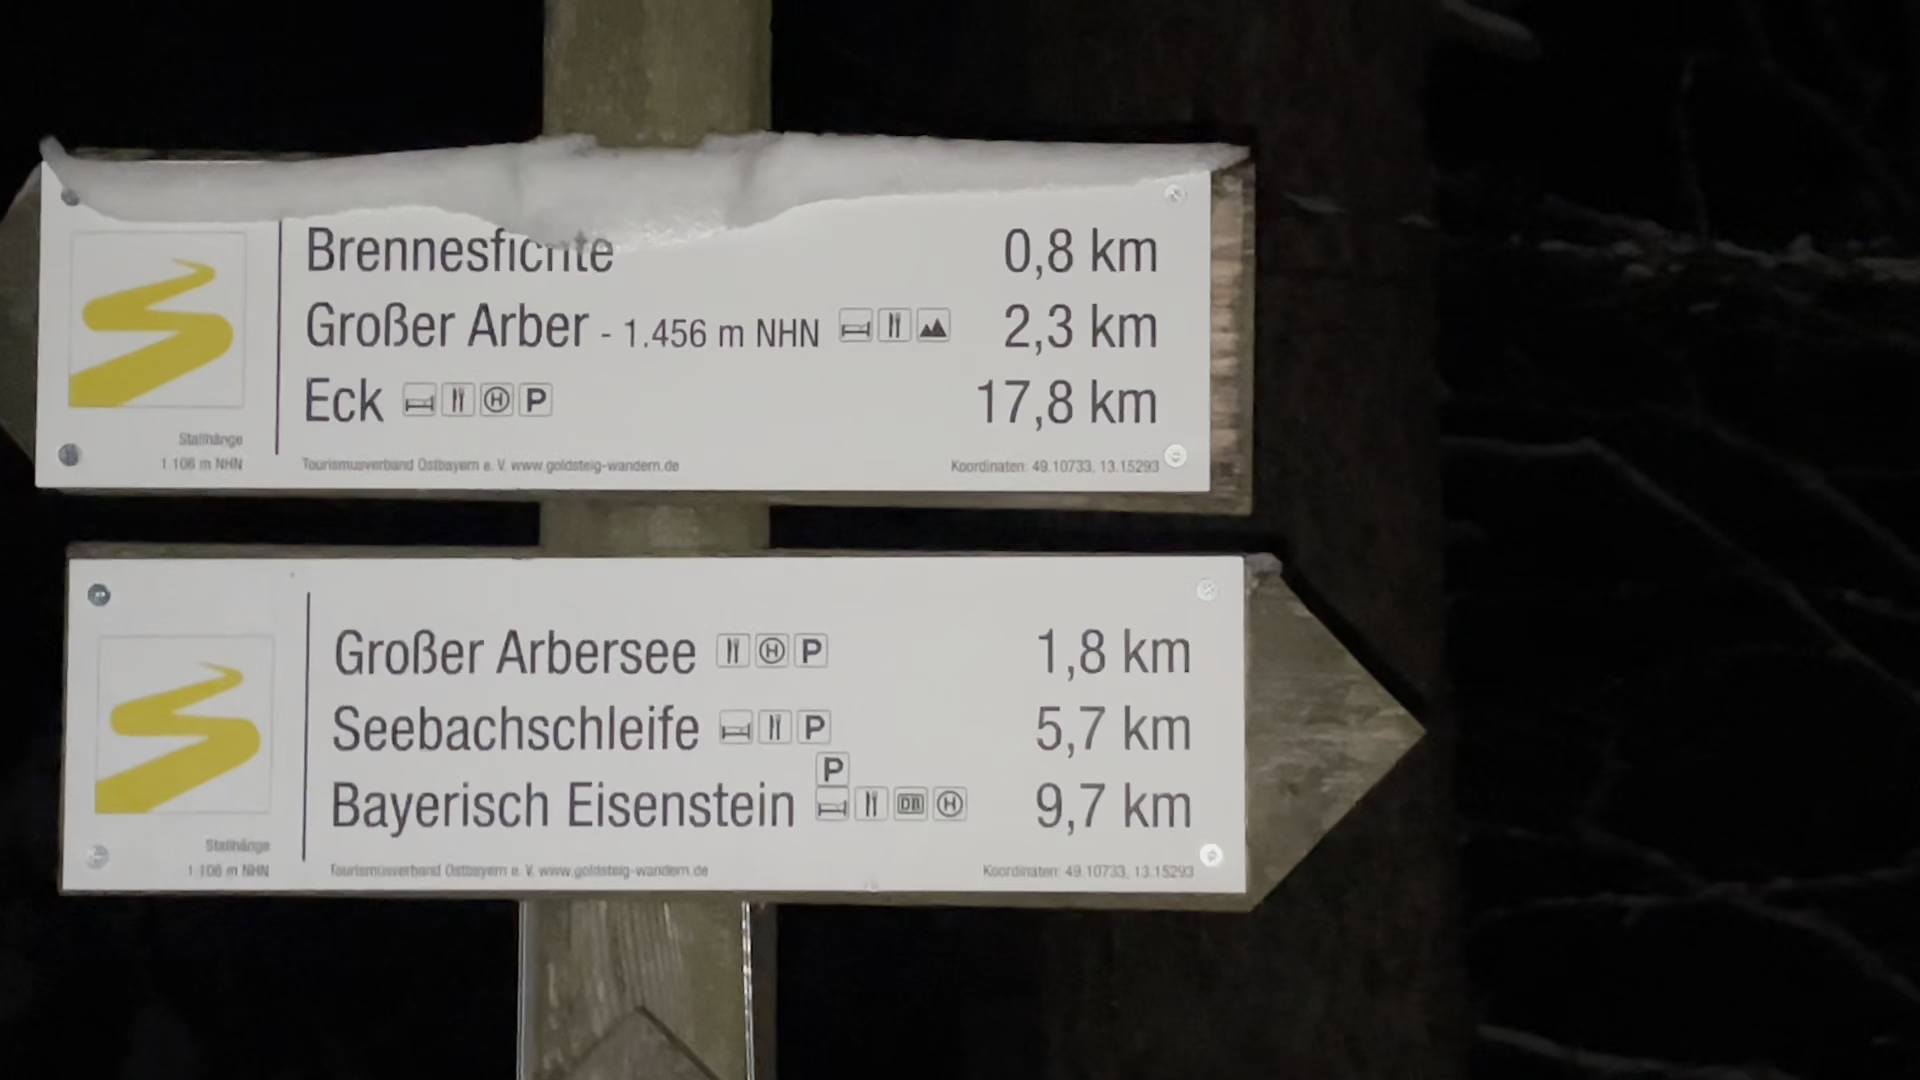 Brennesfichte 0,8 km
Großer Arber - 1.456 m NHN 2,3 km
Eck H P 17,8 km
Stallhänge
1.106 m NHN
Tourismusverband Ostbayern e. V. www.goldsteig-wandern.de Koordinaten: 49.10733, 13.15293
Großer Arbersee H P 1,8 km
Seebachschleife P 5,7 km
P
Bayerisch Eisenstein DB H 9,7 km
Stallhänge
1.106 m NHN
Tourismusverband Ostbayern e. V. www.goldsteig-wandern.de Koordinaten: 49.10733, 13.15293